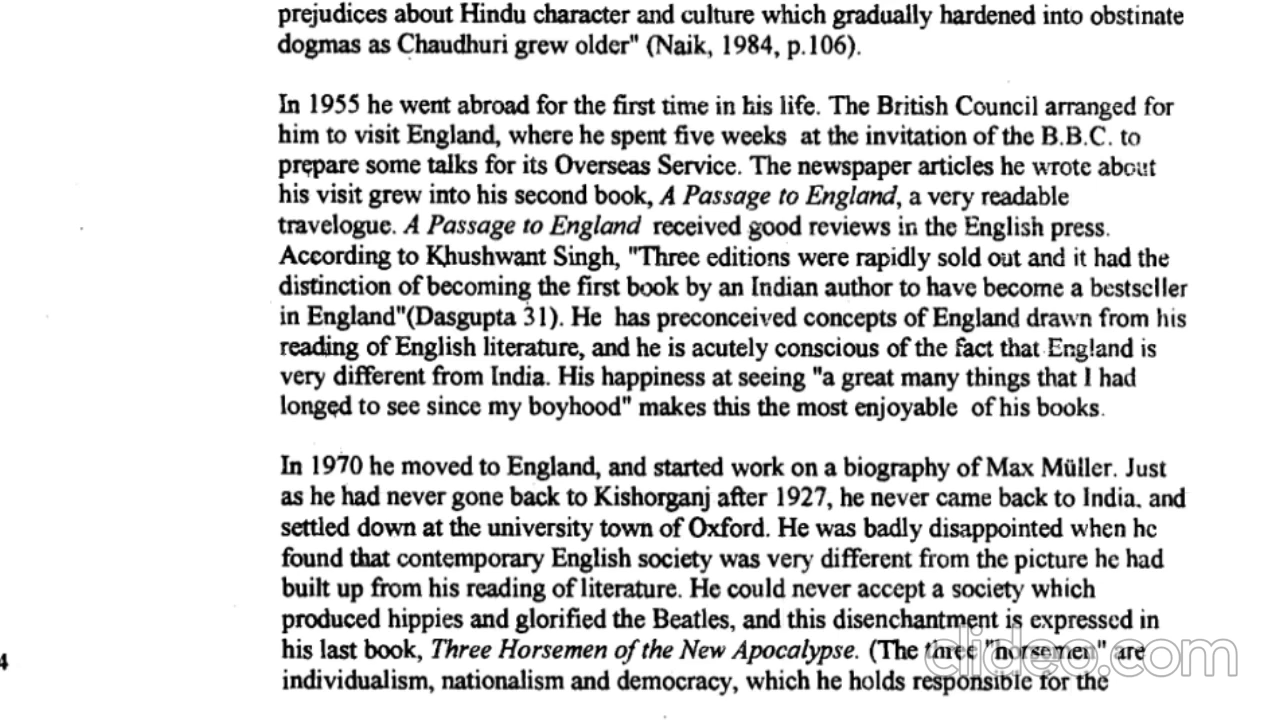 prejudices about Hindu character and culture which gradually hardened into obstinate
dogmas as Chaudhuri grew older" (Naik, 1984, p.106).
In 1955 he went abroad for the first time in his life. The British Council arranged for
him to visit England, where he spent five weeks at the invitation of the B.B.C. to
prepare some talks for its Overseas Service. The newspaper articles he wrote about
his visit grew into his second book, A Passage to England, a very readable
travelogue. A Passage to England received good reviews in the English press.
According to Khushwant Singh, "Three editions were rapidly sold out and it had the
distinction of becoming the first book by an Indian author to have become a bestseller
in England"(Dasgupta 31). He has preconceived concepts of England drawn from his
reading of English literature, and he is acutely conscious of the fact that England is
very different from India. His happiness at seeing "a great many things that I had
longed to see since my boyhood" makes this the most enjoyable of his books.
In 1970 he moved to England, and started work on a biography of Max Müller. Just
as he had never gone back to Kishorganj after 1927, he never came back to India. and
settled down at the university town of Oxford. He was badly disappointed when he
found that contemporary English society was very different from the picture he had
built up from his reading of literature. He could never accept a society which
produced hippies and glorified the Beatles, and this disenchantment is expressed in
his last book, Three Horsemen of the New Apocalypse. (The three "horsemen" are
individualism, nationalism and democracy, which he holds responsible for the
4
clideo.com